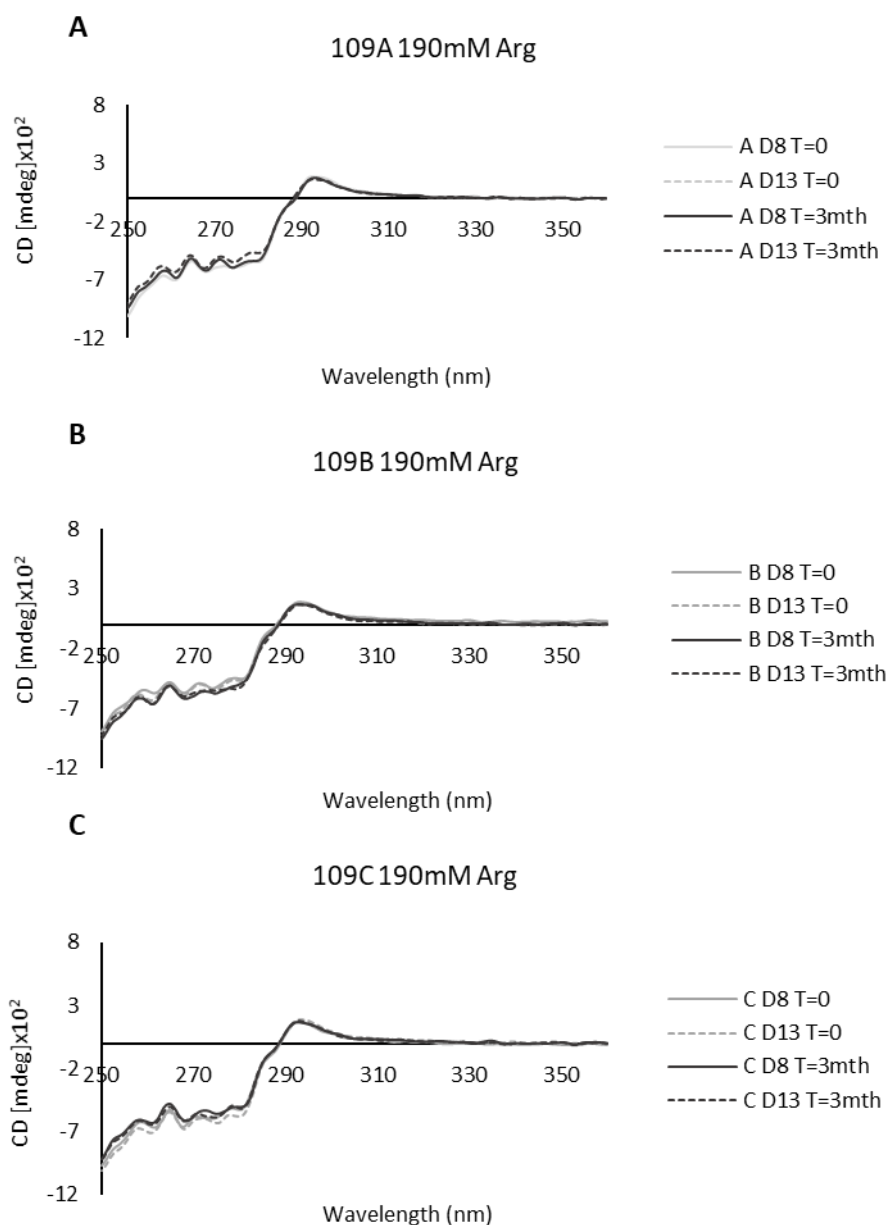 A
109A 190mM Arg
8
3
-2
-7
-12
CD [mdeg]x10²
250 270 290 310 330 350
Wavelength (nm)
A D8 T=0
A D13 T=0
A D8 T=3mth
A D13 T=3mth
B
109B 190mM Arg
8
3
-2
-7
-12
CD [mdeg]x10²
250 270 290 310 330 350
Wavelength (nm)
B D8 T=0
B D13 T=0
B D8 T=3mth
B D13 T=3mth
C
109C 190mM Arg
8
3
-2
-7
-12
CD [mdeg]x10²
250 270 290 310 330 350
Wavelength (nm)
C D8 T=0
C D13 T=0
C D8 T=3mth
C D13 T=3mth